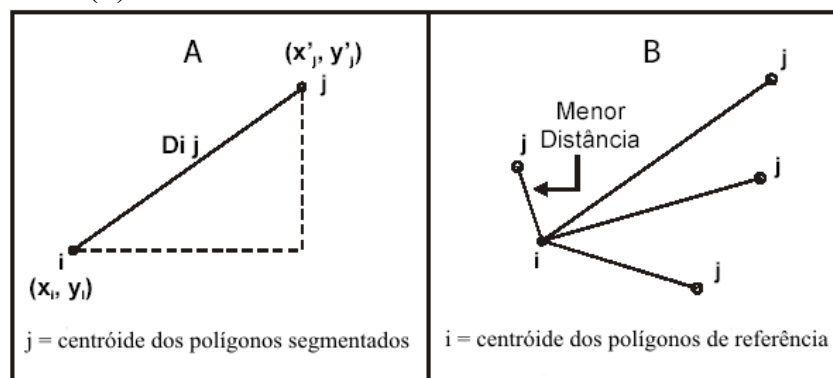 A
(x'j, y'j)
j
Di j
i
(xi, yi)
j = centróide dos polígonos segmentados
B
j
Menor
Distância
j
j
i
j
i = centróide dos polígonos de referência